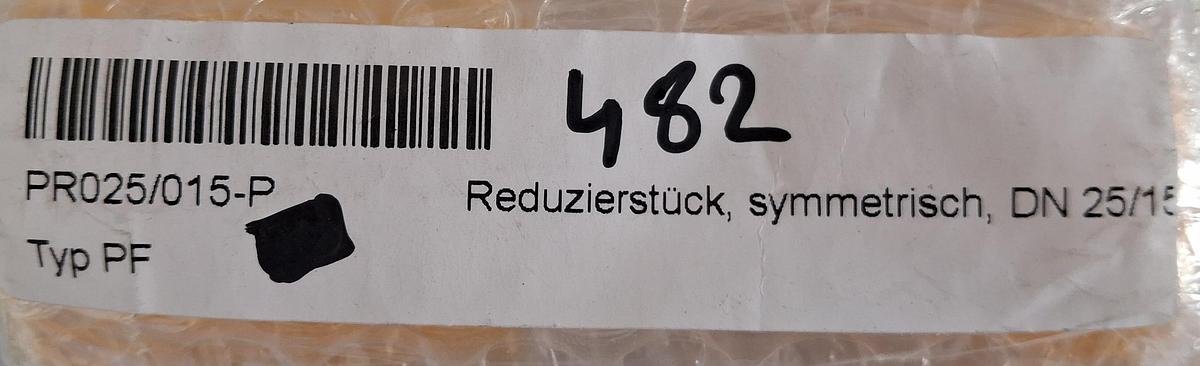 482
PR025/015-P
Reduzierstück, symmetrisch, DN 25/15
Typ PF